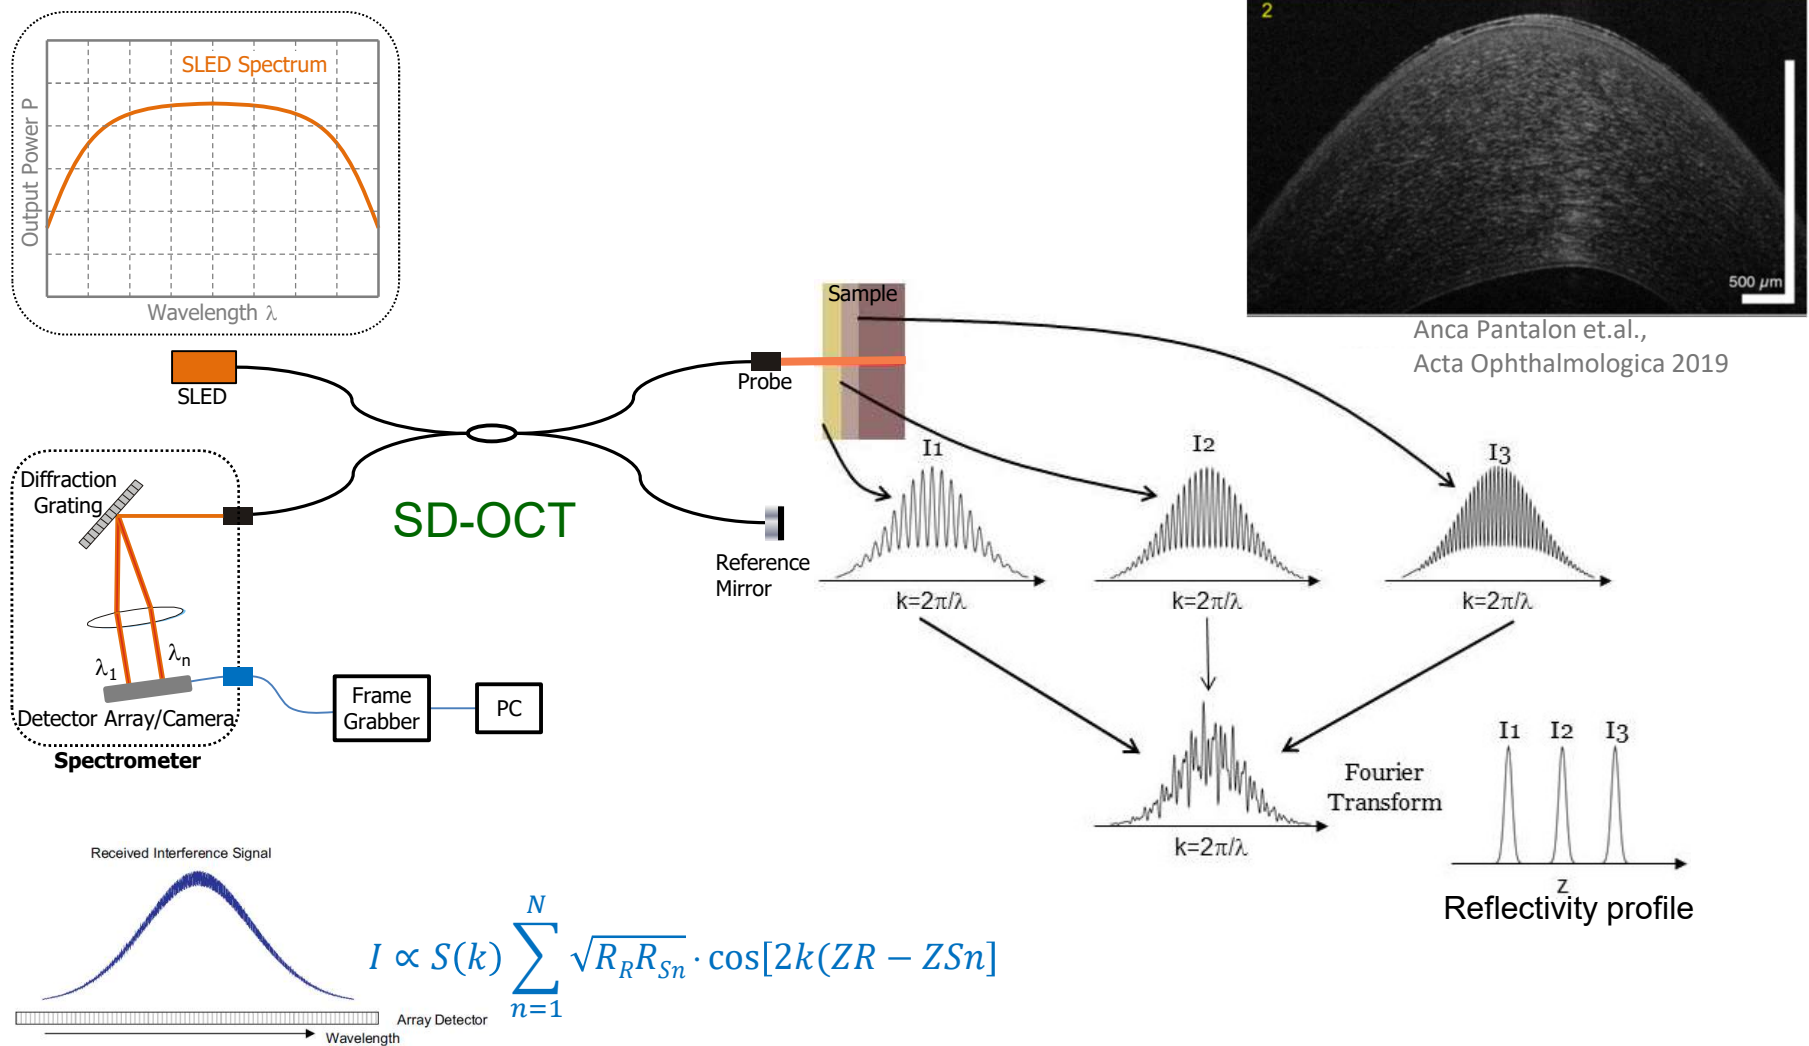 SLED Spectrum
Output Power P
Wavelength λ
2
500 µm
Anca Pantalon et.al.,
Acta Ophthalmologica 2019
SLED
Probe
Sample
Diffraction
Grating
λ1
λn
Detector Array/Camera
Spectrometer
Frame
Grabber
PC
SD-OCT
Reference
Mirror
I1
I2
I3
k=2π/λ
k=2π/λ
k=2π/λ
k=2π/λ
Fourier
Transform
I1 I2 I3
z
Reflectivity profile
Received Interference Signal
Array Detector
Wavelength
I ∝ S(k) ∑_{n=1}^{N} √(R_R R_{Sn}) · cos[2k(ZR − ZSn]